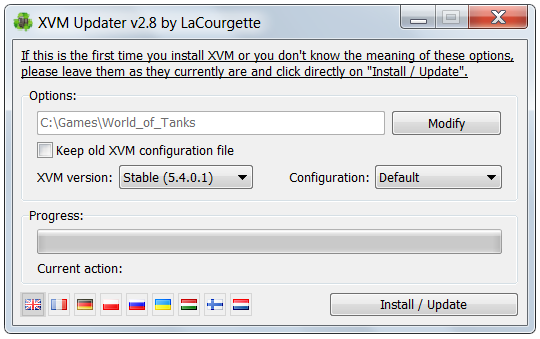 XVM Updater v2.8 by LaCourgette
If this is the first time you install XVM or you don't know the meaning of these options,
please leave them as they currently are and click directly on "Install / Update".
Options:
C:\Games\World_of_Tanks
Modify
Keep old XVM configuration file
XVM version: Stable (5.4.0.1) Configuration: Default
Progress:
Current action:
Install / Update